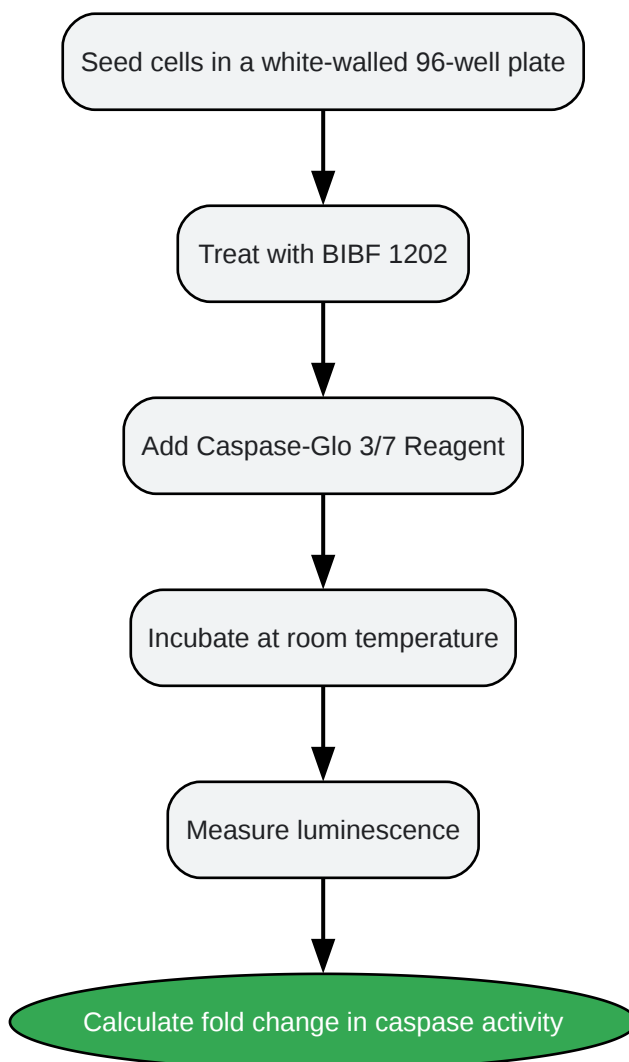 Seed cells in a white-walled 96-well plate
Treat with BIBF 1202
Add Caspase-Glo 3/7 Reagent
Incubate at room temperature
Measure luminescence
Calculate fold change in caspase activity